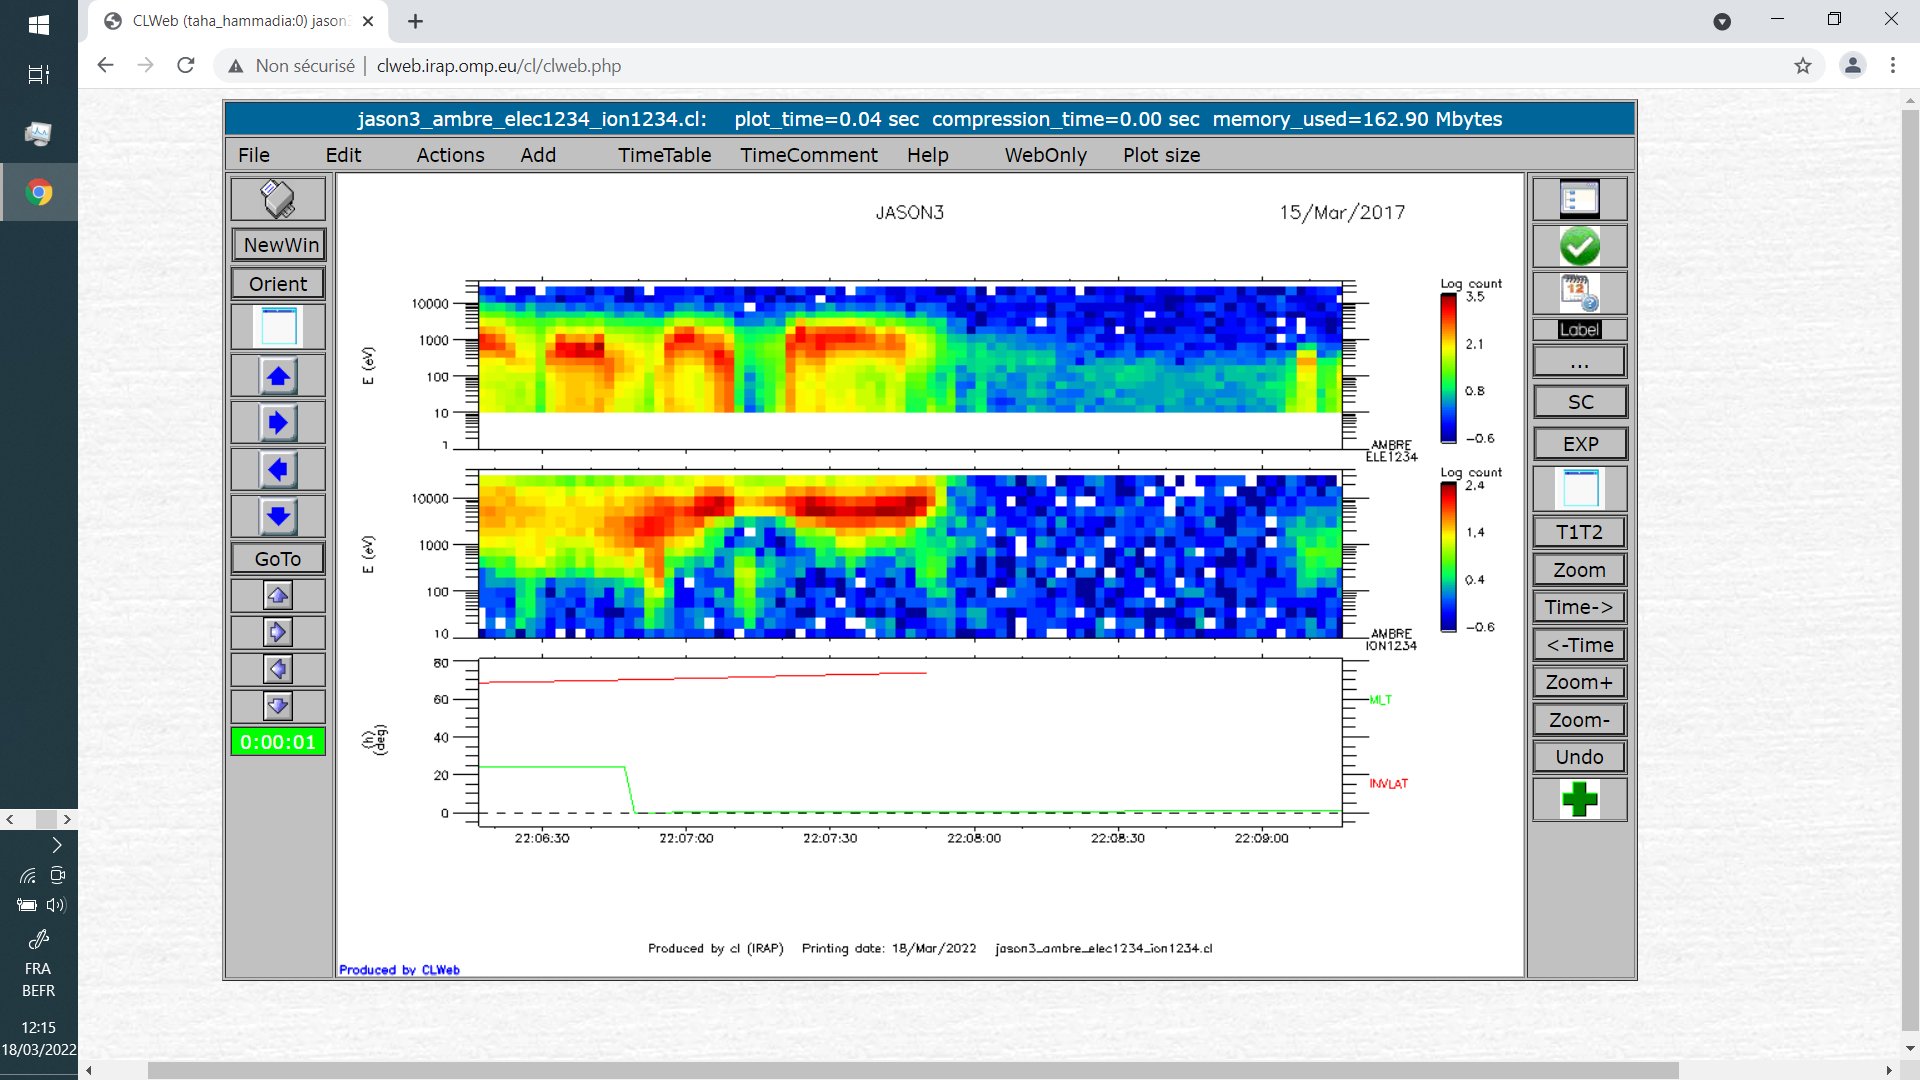 CLWeb (taha_hammadia:0) jason3
Non sécurisé | clweb.irap.omp.eu/cl/clweb.php
jason3_ambre_elec1234_ion1234.cl: plot_time=0.04 sec compression_time=0.00 sec memory_used=162.90 Mbytes
File Edit Actions Add TimeTable TimeComment Help WebOnly Plot size
NewWin
Orient
GoTo
0:00:01
JASON3 15/Mar/2017
Log count
3.5
2.1
0.8
-0.6
10000
1000
100
10
1
E (eV)
AMBRE
ELE1234
Log count
2.4
1.4
0.4
-0.6
10000
1000
100
10
E (eV)
AMBRE
ION1234
80
60
40
20
0
(h)
(deg)
MLT
INVLAT
22:06:30 22:07:00 22:07:30 22:08:00 22:08:30 22:09:00
Produced by cl (IRAP) Printing date: 18/Mar/2022 jason3_ambre_elec1234_ion1234.cl
Produced by CLWeb
12
Label
...
SC
EXP
T1T2
Zoom
Time->
<-Time
Zoom+
Zoom-
Undo
FRA
BEFR
12:15
18/03/2022